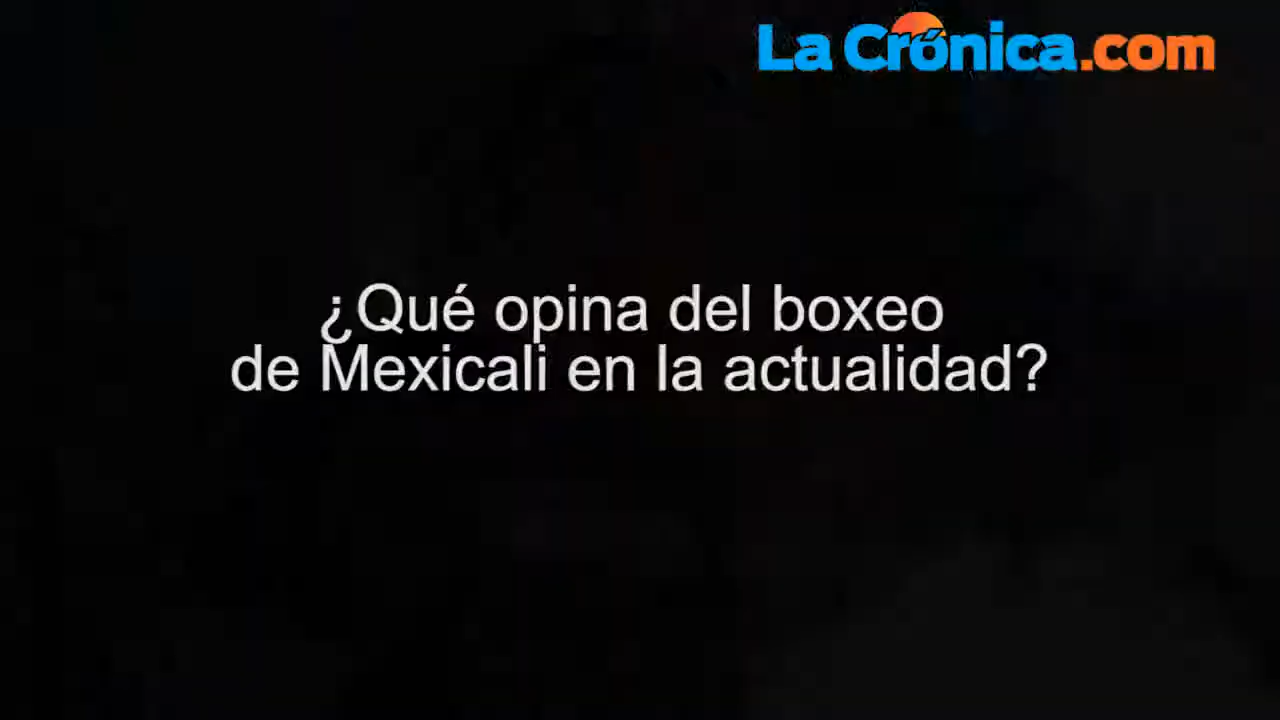 La Crónica.com
¿Qué opina del boxeo
de Mexicali en la actualidad?